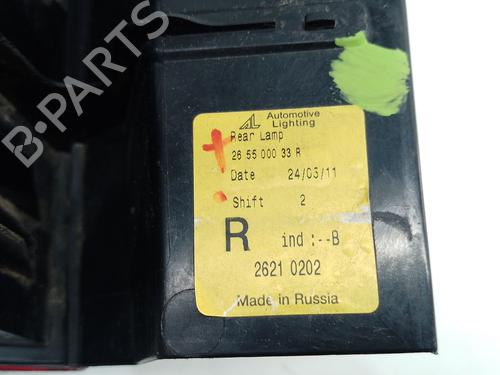 AL Automotive
Lighting
Rear Lamp
26 55 000 33 R
Date 24/03/11
Shift 2
R ind :--B
2621 0202
Made in Russia
B-Parts